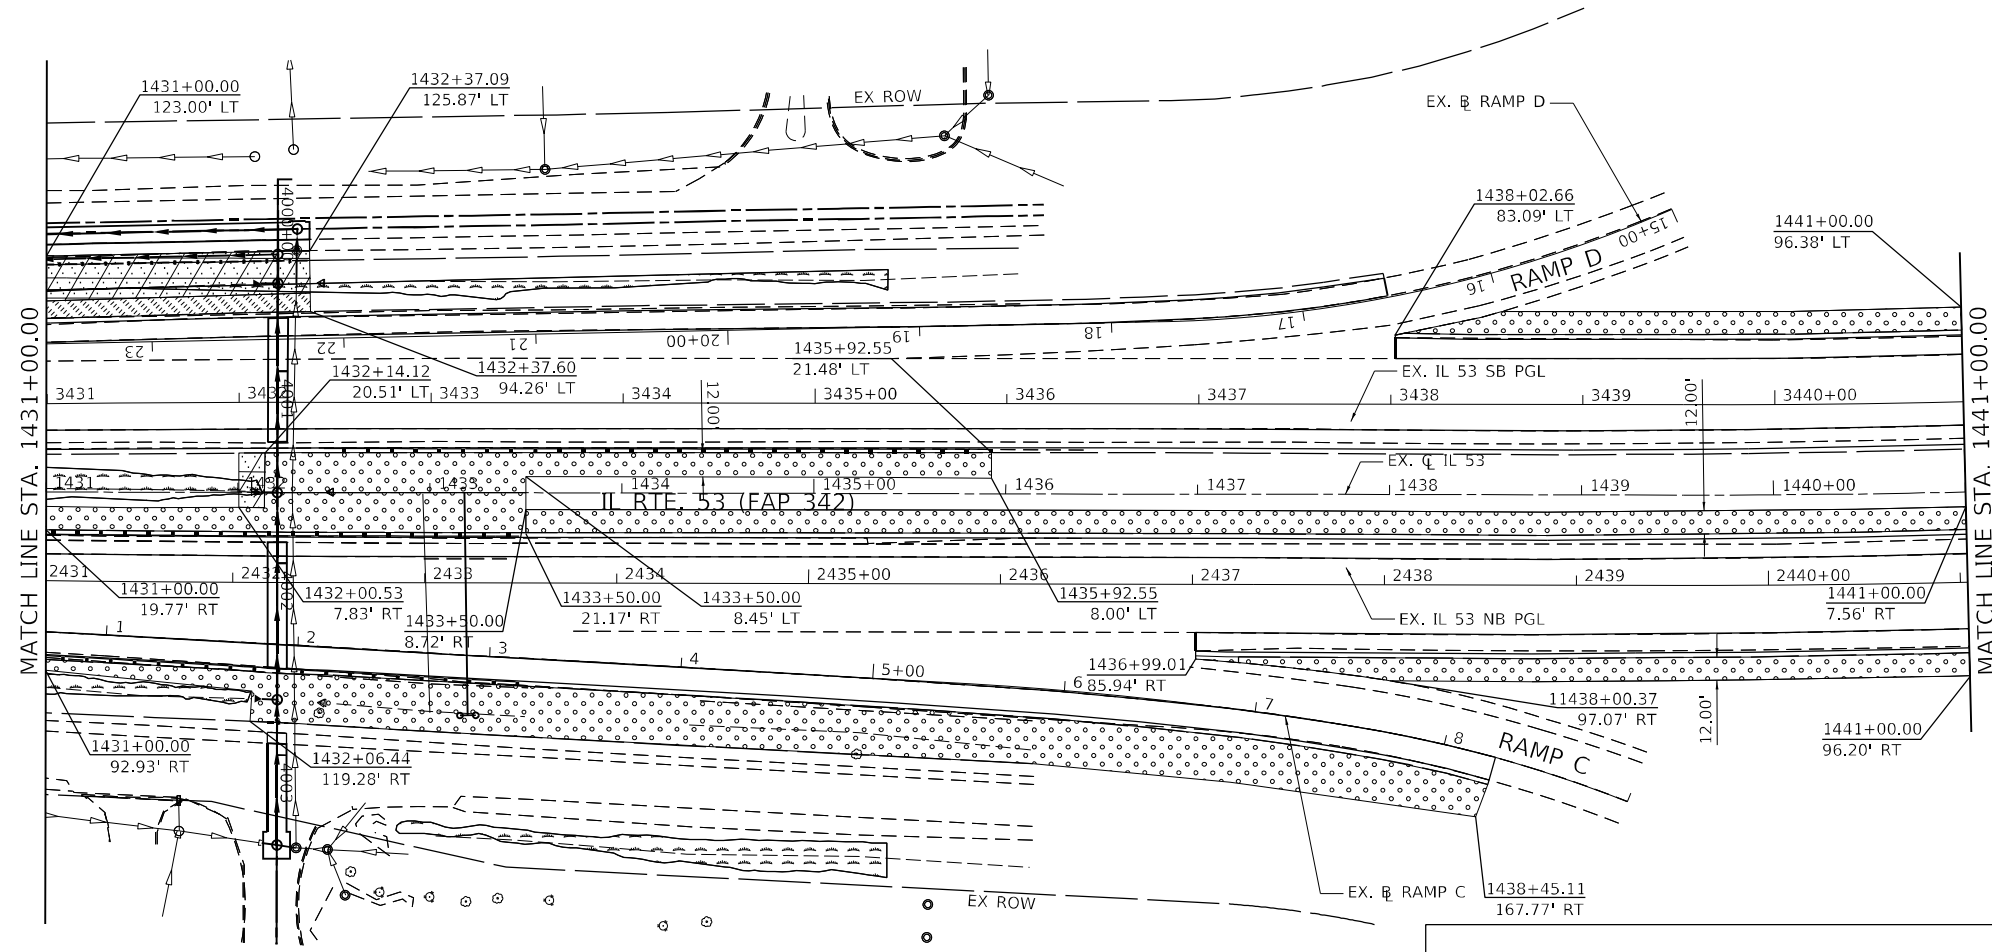 1431+00.00
123.00' LT
1432+37.09
125.87' LT
EX ROW
EX. ⅊ RAMP D
1438+02.66
83.09' LT
1441+00.00
96.38' LT
15+00
16
RAMP D
17
18
19
20+00
21
22
23
MATCH LINE STA. 1431+00.00
MATCH LINE STA. 1441+00.00
1435+92.55
21.48' LT
1432+14.12
20.51' LT
1432+37.60
94.26' LT
12.00'
EX. IL 53 SB PGL
12.00'
3431
3432
3433
3434
3435+00
3436
3437
3438
3439
3440+00
4001
EX. ℄ IL 53
1431
1432
1433
1434
1435+00
1436
1437
1438
1439
1440+00
IL RTE. 53 (FAP 342)
2431
2432
2433
2434
2435+00
2436
2437
2438
2439
2440+00
1431+00.00
19.77' RT
1432+00.53
7.83' RT
1433+50.00
8.72' RT
1433+50.00
21.17' RT
1433+50.00
8.45' LT
1435+92.55
8.00' LT
1441+00.00
7.56' RT
EX. IL 53 NB PGL
1
2
3
4
5+00
6
7
8
1436+99.01
85.94' RT
11438+00.37
97.07' RT
12.00'
1441+00.00
96.20' RT
RAMP C
1431+00.00
92.93' RT
1432+06.44
119.28' RT
4003
EX. ⅊ RAMP C
1438+45.11
167.77' RT
EX ROW